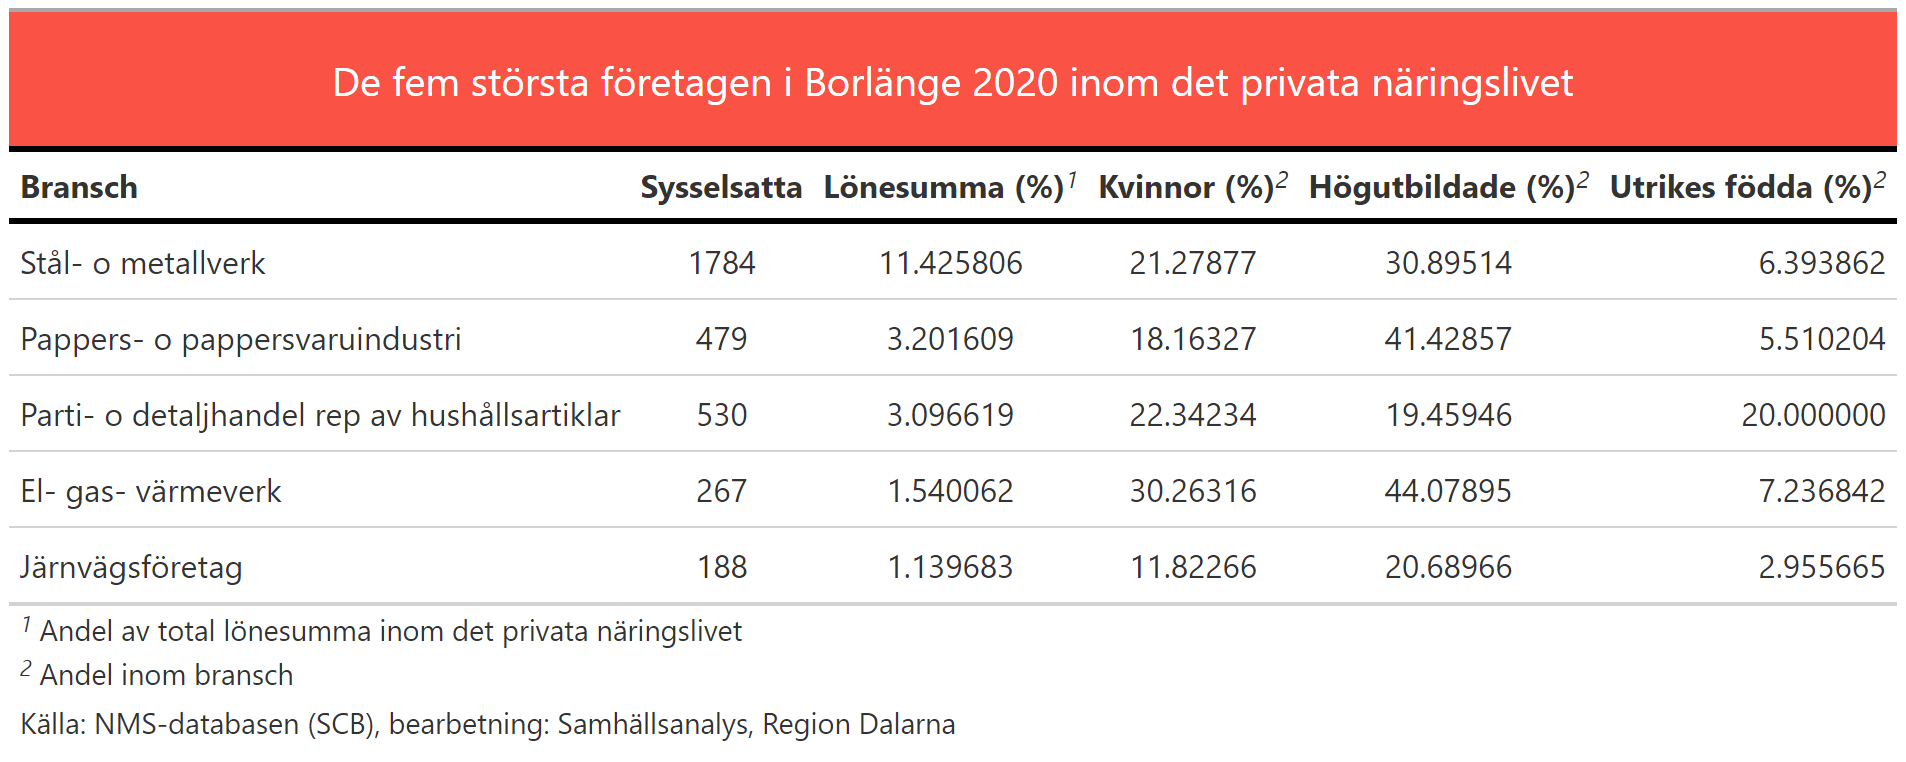 De fem största företagen i Borlänge 2020 inom det privata näringslivet
Bransch Sysselsatta Lönesumma (%)1 Kvinnor (%)2 Högutbildade (%)2 Utrikes födda (%)2
Stål- o metallverk 1784 11.425806 21.27877 30.89514 6.393862
Pappers- o pappersvaruindustri 479 3.201609 18.16327 41.42857 5.510204
Parti- o detaljhandel rep av hushållsartiklar 530 3.096619 22.34234 19.45946 20.000000
El- gas- värmeverk 267 1.540062 30.26316 44.07895 7.236842
Järnvägsföretag 188 1.139683 11.82266 20.68966 2.955665
1 Andel av total lönesumma inom det privata näringslivet
2 Andel inom bransch
Källa: NMS-databasen (SCB), bearbetning: Samhällsanalys, Region Dalarna